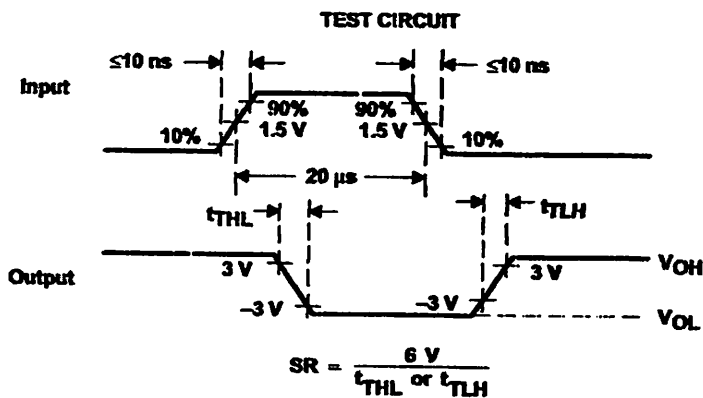 TEST CIRCUIT
≤10 ns
≤10 ns
Input
90%
90%
1.5 V
1.5 V
10%
10%
20 μs
tTHL
tTLH
Output
3 V
3 V
VOH
–3 V
–3 V
VOL
SR = 6 V / tTHL or tTLH